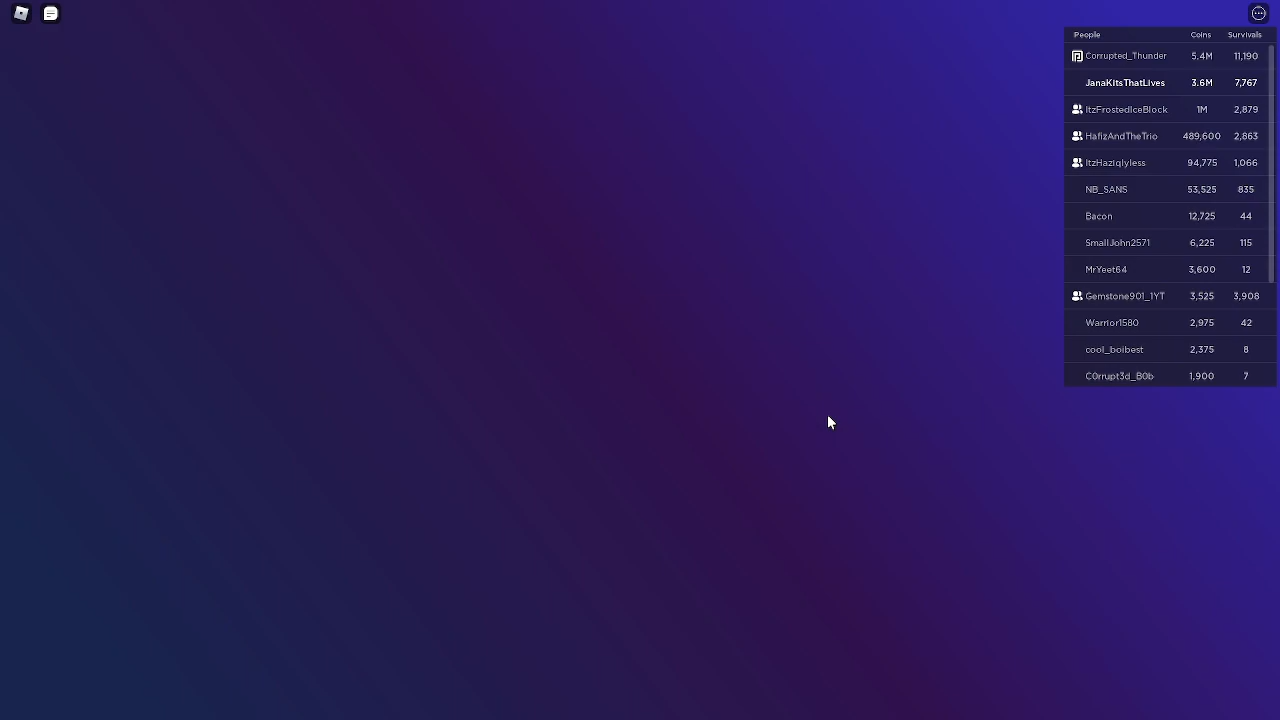 People Coins Survivals
Corrupted_Thunder 5.4M 11,190
JanaKitsThatLives 3.6M 7,767
ItzFrostedIceBlock 1M 2,879
HafizAndTheTrio 489,600 2,863
ItzHaziqIyless 94,775 1,066
NB_SANS 53,525 835
Bacon 12,725 44
SmallJohn2571 6,225 115
MrYeet64 3,600 12
Gemstone901_1YT 3,525 3,908
Warrior1580 2,975 42
cool_boibest 2,375 8
C0rrupt3d_B0b 1,900 7